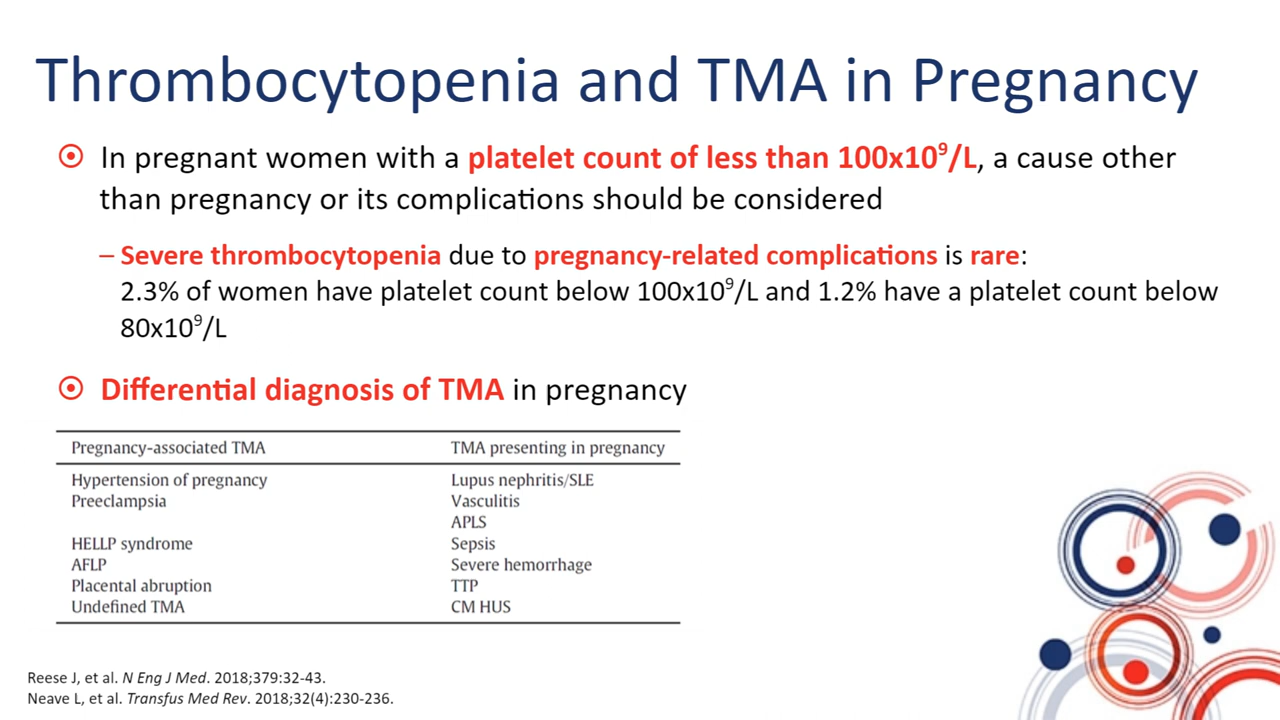 Thrombocytopenia and TMA in Pregnancy
In pregnant women with a platelet count of less than 100x10⁹/L, a cause other
than pregnancy or its complications should be considered
– Severe thrombocytopenia due to pregnancy-related complications is rare:
2.3% of women have platelet count below 100x10⁹/L and 1.2% have a platelet count below
80x10⁹/L
Differential diagnosis of TMA in pregnancy
Pregnancy-associated TMA TMA presenting in pregnancy
Hypertension of pregnancy Lupus nephritis/SLE
Preeclampsia Vasculitis
APLS
HELLP syndrome Sepsis
AFLP Severe hemorrhage
Placental abruption TTP
Undefined TMA CM HUS
Reese J, et al. N Eng J Med. 2018;379:32-43.
Neave L, et al. Transfus Med Rev. 2018;32(4):230-236.